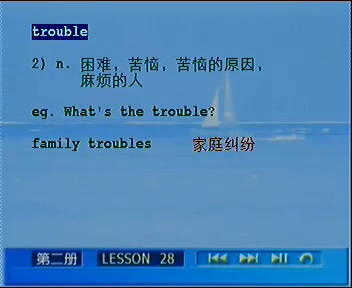 trouble
2) n. 困难，苦恼，苦恼的原因，
麻烦的人
eg. What's the trouble?
family troubles 家庭纠纷
第二册 LESSON 28